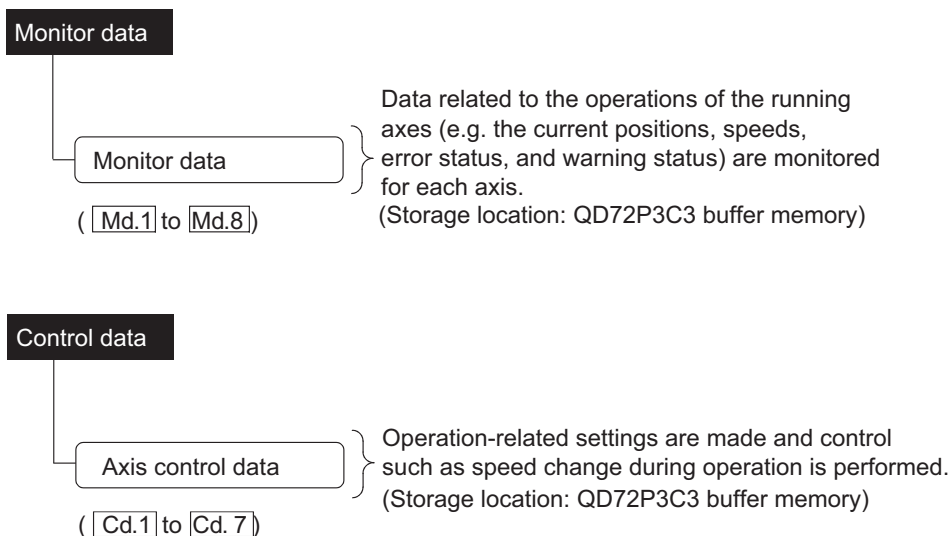 Monitor data
Data related to the operations of the running
axes (e.g. the current positions, speeds,
Monitor data
error status, and warning status) are monitored
for each axis.
( Md.1 to Md.8 )
(Storage location: QD72P3C3 buffer memory)
Control data
Operation-related settings are made and control
Axis control data
such as speed change during operation is performed.
(Storage location: QD72P3C3 buffer memory)
( Cd.1 to Cd. 7 )